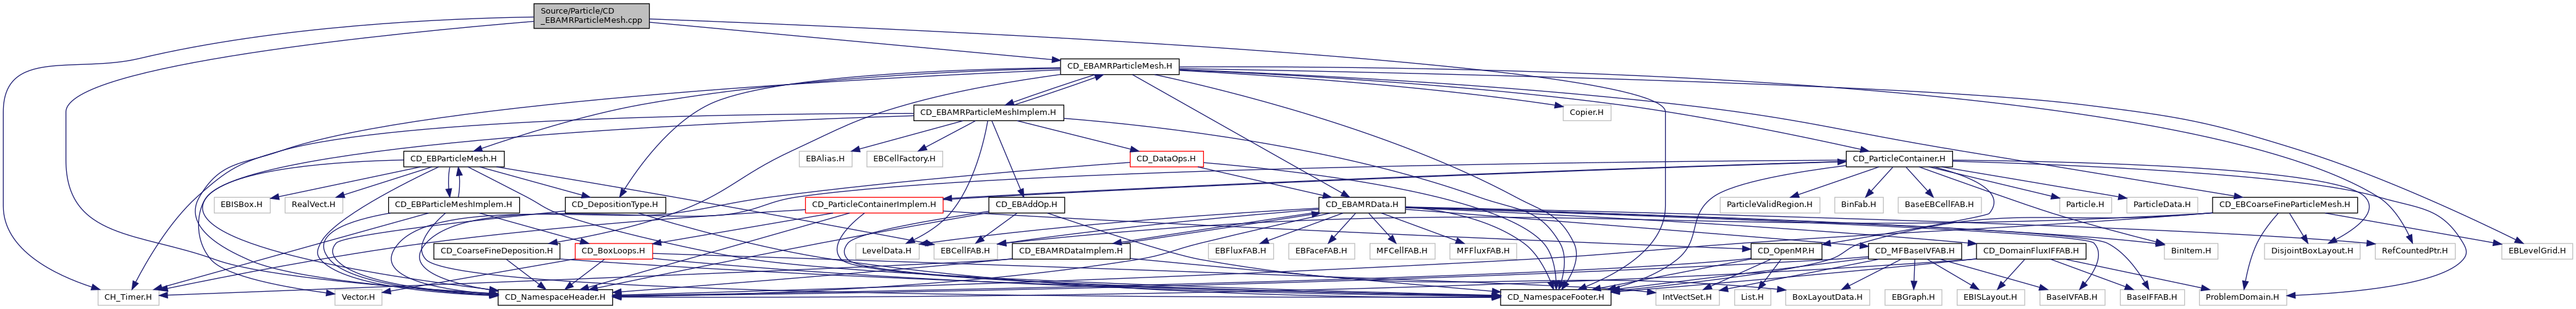 Source/Particle/CD
_EBAMRParticleMesh.cpp
CD_EBAMRParticleMesh.H
CD_EBAMRParticleMeshImplem.H
Copier.H
CD_EBParticleMesh.H
EBAlias.H
EBCellFactory.H
CD_DataOps.H
CD_ParticleContainer.H
EBISBox.H
RealVect.H
CD_EBParticleMeshImplem.H
CD_DepositionType.H
CD_ParticleContainerImplem.H
CD_EBAddOp.H
CD_EBAMRData.H
ParticleValidRegion.H
BinFab.H
BaseEBCellFAB.H
Particle.H
ParticleData.H
CD_EBCoarseFineParticleMesh.H
CD_CoarseFineDeposition.H
CD_BoxLoops.H
LevelData.H
EBCellFAB.H
CD_EBAMRDataImplem.H
EBFluxFAB.H
EBFaceFAB.H
MFCellFAB.H
MFFluxFAB.H
CD_OpenMP.H
CD_MFBaseIVFAB.H
CD_DomainFluxIFFAB.H
BinItem.H
DisjointBoxLayout.H
RefCountedPtr.H
EBLevelGrid.H
CH_Timer.H
Vector.H
CD_NamespaceHeader.H
CD_NamespaceFooter.H
IntVectSet.H
List.H
BoxLayoutData.H
EBGraph.H
EBISLayout.H
BaseIVFAB.H
BaseIFFAB.H
ProblemDomain.H